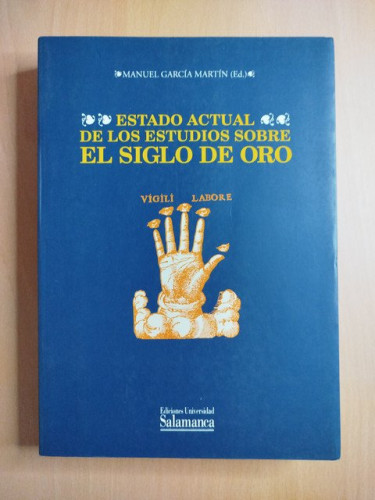 MANUEL GARCÍA MARTÍN (Ed.)
ESTADO ACTUAL
DE LOS ESTUDIOS SOBRE
EL SIGLO DE ORO
VIGILI LABORE
Ediciones Universidad
Salamanca